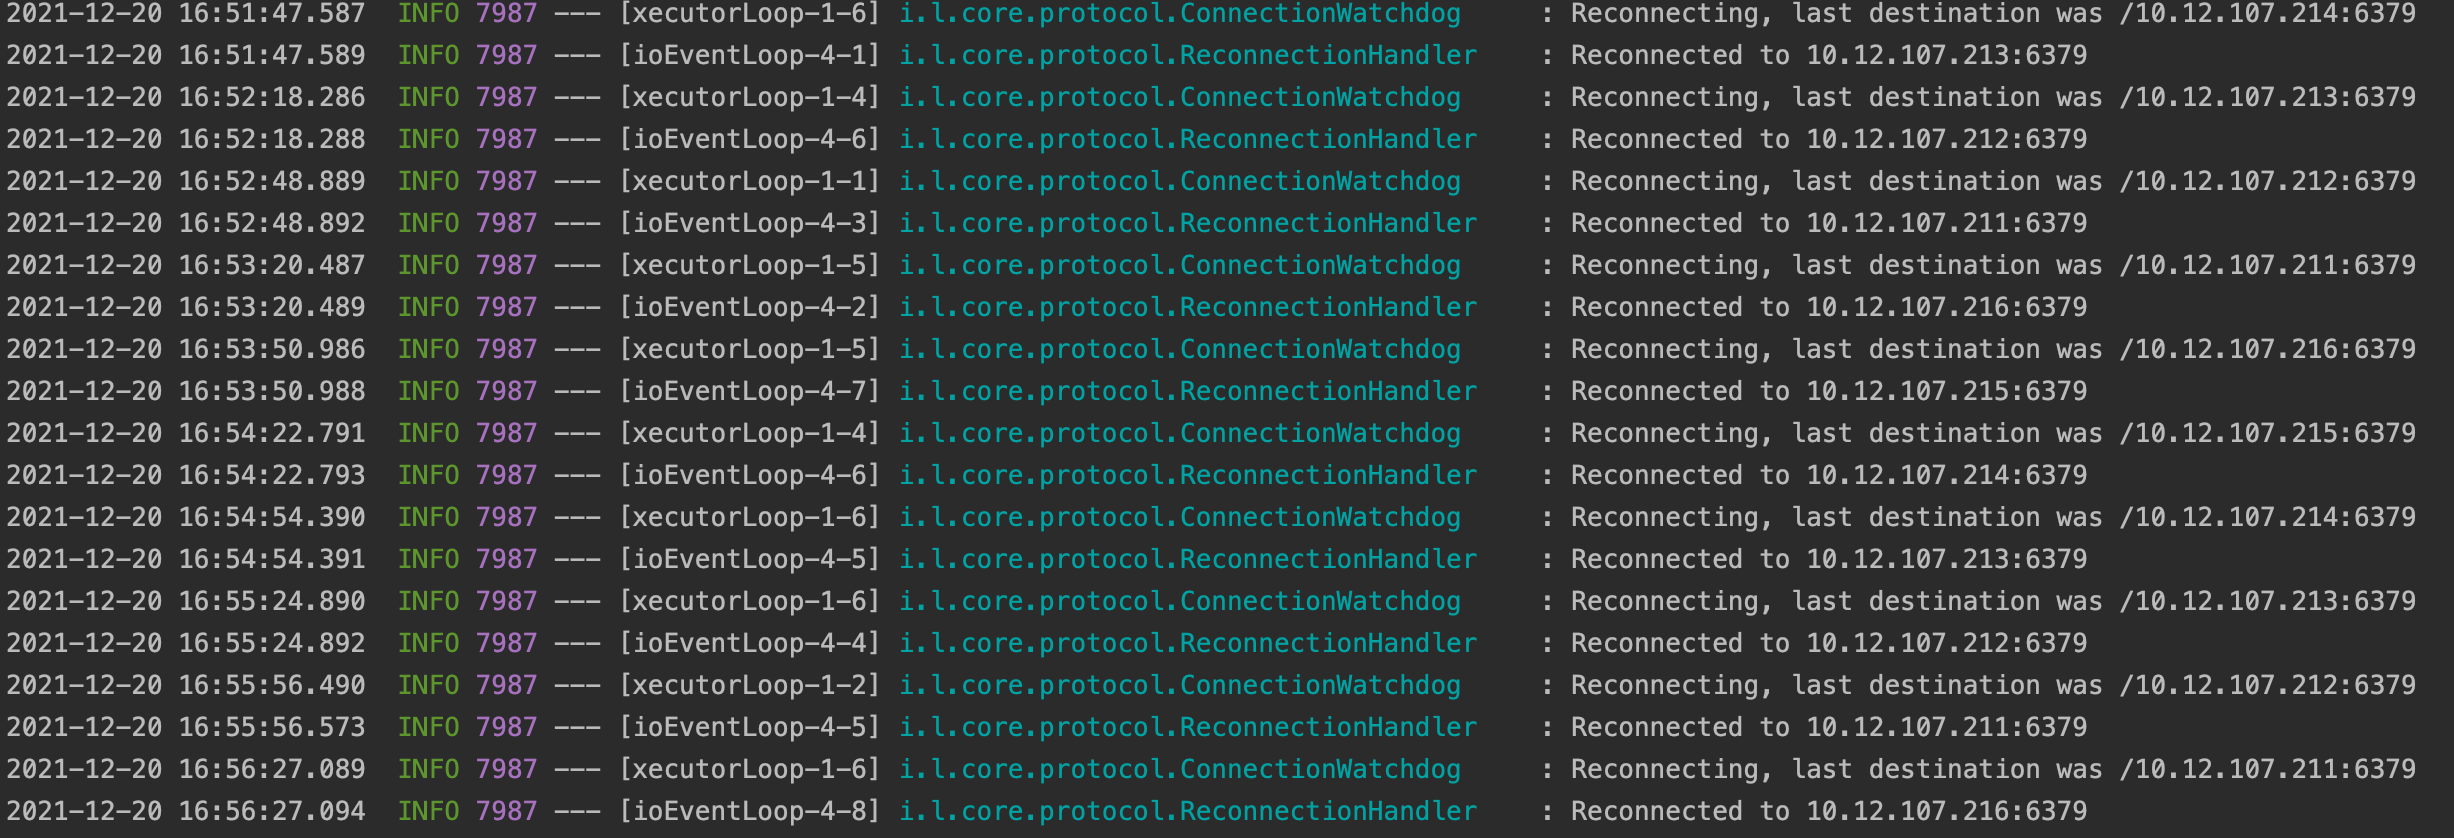 2021-12-20 16:51:47.587  INFO 7987 --- [xecutorLoop-1-6] i.l.core.protocol.ConnectionWatchdog     : Reconnecting, last destination was /10.12.107.214:6379
2021-12-20 16:51:47.589  INFO 7987 --- [ioEventLoop-4-1] i.l.core.protocol.ReconnectionHandler    : Reconnected to 10.12.107.213:6379
2021-12-20 16:52:18.286  INFO 7987 --- [xecutorLoop-1-4] i.l.core.protocol.ConnectionWatchdog     : Reconnecting, last destination was /10.12.107.213:6379
2021-12-20 16:52:18.288  INFO 7987 --- [ioEventLoop-4-6] i.l.core.protocol.ReconnectionHandler    : Reconnected to 10.12.107.212:6379
2021-12-20 16:52:48.889  INFO 7987 --- [xecutorLoop-1-1] i.l.core.protocol.ConnectionWatchdog     : Reconnecting, last destination was /10.12.107.212:6379
2021-12-20 16:52:48.892  INFO 7987 --- [ioEventLoop-4-3] i.l.core.protocol.ReconnectionHandler    : Reconnected to 10.12.107.211:6379
2021-12-20 16:53:20.487  INFO 7987 --- [xecutorLoop-1-5] i.l.core.protocol.ConnectionWatchdog     : Reconnecting, last destination was /10.12.107.211:6379
2021-12-20 16:53:20.489  INFO 7987 --- [ioEventLoop-4-2] i.l.core.protocol.ReconnectionHandler    : Reconnected to 10.12.107.216:6379
2021-12-20 16:53:50.986  INFO 7987 --- [xecutorLoop-1-5] i.l.core.protocol.ConnectionWatchdog     : Reconnecting, last destination was /10.12.107.216:6379
2021-12-20 16:53:50.988  INFO 7987 --- [ioEventLoop-4-7] i.l.core.protocol.ReconnectionHandler    : Reconnected to 10.12.107.215:6379
2021-12-20 16:54:22.791  INFO 7987 --- [xecutorLoop-1-4] i.l.core.protocol.ConnectionWatchdog     : Reconnecting, last destination was /10.12.107.215:6379
2021-12-20 16:54:22.793  INFO 7987 --- [ioEventLoop-4-6] i.l.core.protocol.ReconnectionHandler    : Reconnected to 10.12.107.214:6379
2021-12-20 16:54:54.390  INFO 7987 --- [xecutorLoop-1-6] i.l.core.protocol.ConnectionWatchdog     : Reconnecting, last destination was /10.12.107.214:6379
2021-12-20 16:54:54.391  INFO 7987 --- [ioEventLoop-4-5] i.l.core.protocol.ReconnectionHandler    : Reconnected to 10.12.107.213:6379
2021-12-20 16:55:24.890  INFO 7987 --- [xecutorLoop-1-6] i.l.core.protocol.ConnectionWatchdog     : Reconnecting, last destination was /10.12.107.213:6379
2021-12-20 16:55:24.892  INFO 7987 --- [ioEventLoop-4-4] i.l.core.protocol.ReconnectionHandler    : Reconnected to 10.12.107.212:6379
2021-12-20 16:55:56.490  INFO 7987 --- [xecutorLoop-1-2] i.l.core.protocol.ConnectionWatchdog     : Reconnecting, last destination was /10.12.107.212:6379
2021-12-20 16:55:56.573  INFO 7987 --- [ioEventLoop-4-5] i.l.core.protocol.ReconnectionHandler    : Reconnected to 10.12.107.211:6379
2021-12-20 16:56:27.089  INFO 7987 --- [xecutorLoop-1-6] i.l.core.protocol.ConnectionWatchdog     : Reconnecting, last destination was /10.12.107.211:6379
2021-12-20 16:56:27.094  INFO 7987 --- [ioEventLoop-4-8] i.l.core.protocol.ReconnectionHandler    : Reconnected to 10.12.107.216:6379